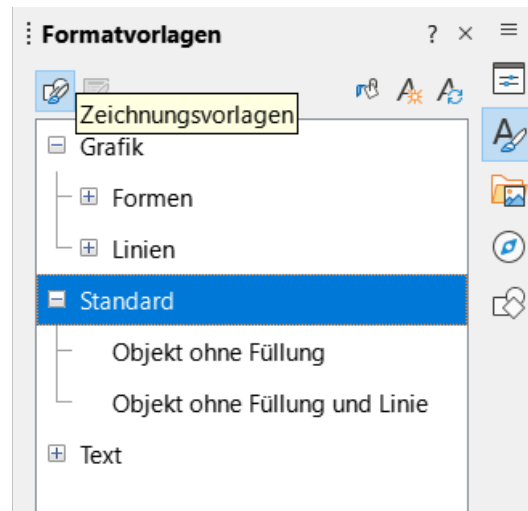 Formatvorlagen ? ×
Zeichnungsvorlagen
Grafik
Formen
Linien
Standard
Objekt ohne Füllung
Objekt ohne Füllung und Linie
Text